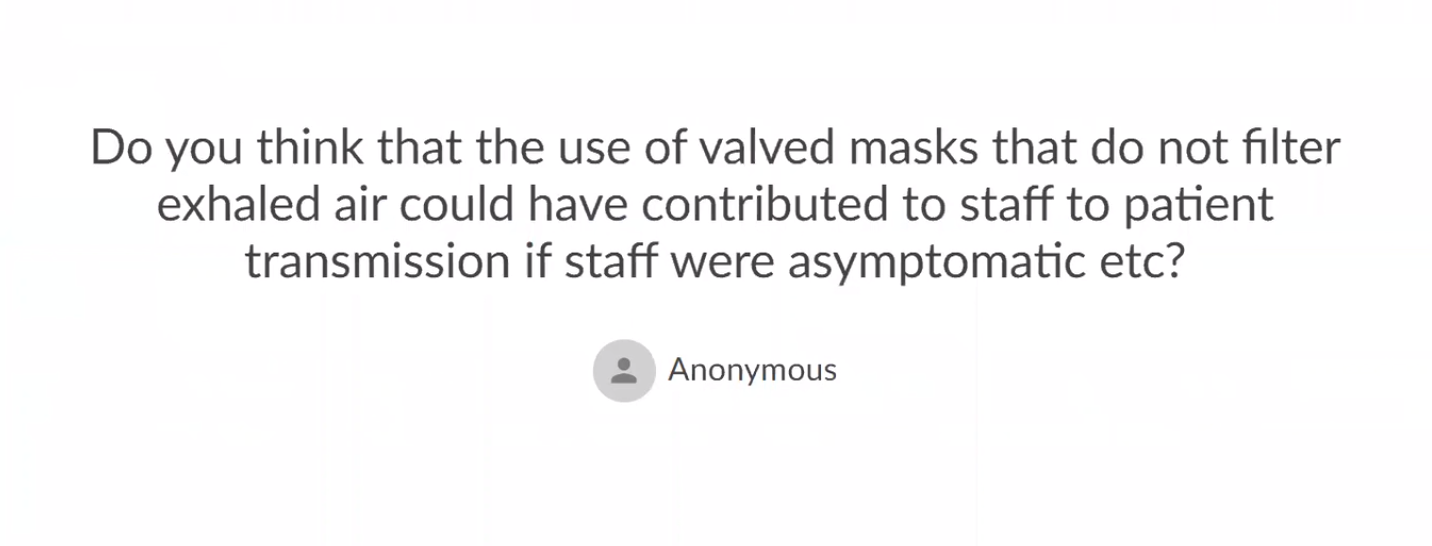 Do you think that the use of valved masks that do not filter
exhaled air could have contributed to staff to patient
transmission if staff were asymptomatic etc?
Anonymous